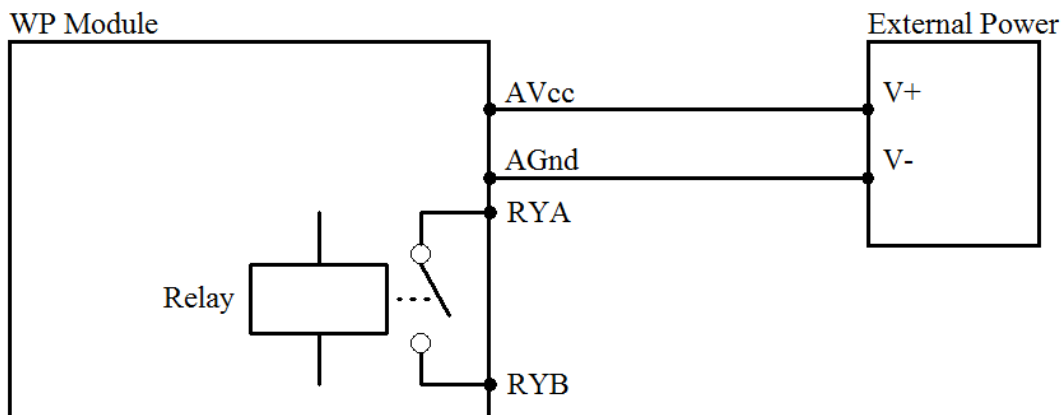 WP Module
External Power
AVcc
V+
AGnd
V-
RYA
Relay
RYB